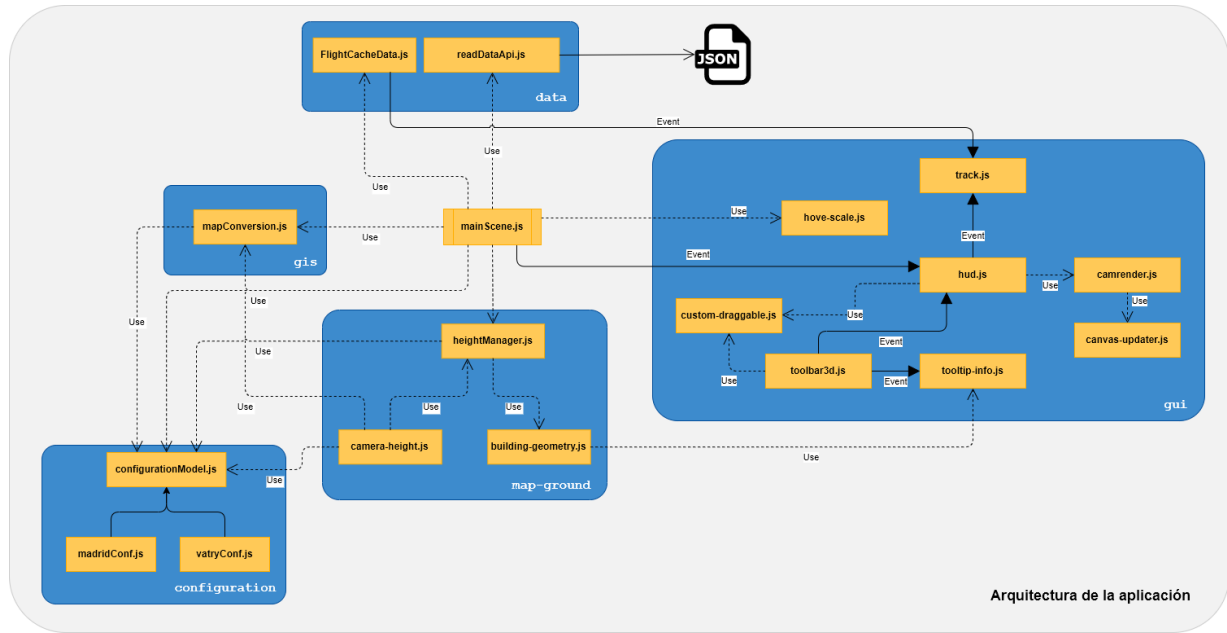 FlightCacheData.js
readDataApi.js
JSON
data
Event
Use
Use
track.js
mapConversion.js
mainScene.js
Use
hove-scale.js
Use
gis
Event
Event
hud.js
camrender.js
Use
Use
Use
Use
custom-draggable.js
Use
canvas-updater.js
heightManager.js
Use
Event
Use
toolbar3d.js
Event
tooltip-info.js
Use
gui
Use
Use
Use
camera-height.js
building-geometry.js
Use
configurationModel.js
Use
map-ground
madridConf.js
vatryConf.js
configuration
Arquitectura de la aplicación